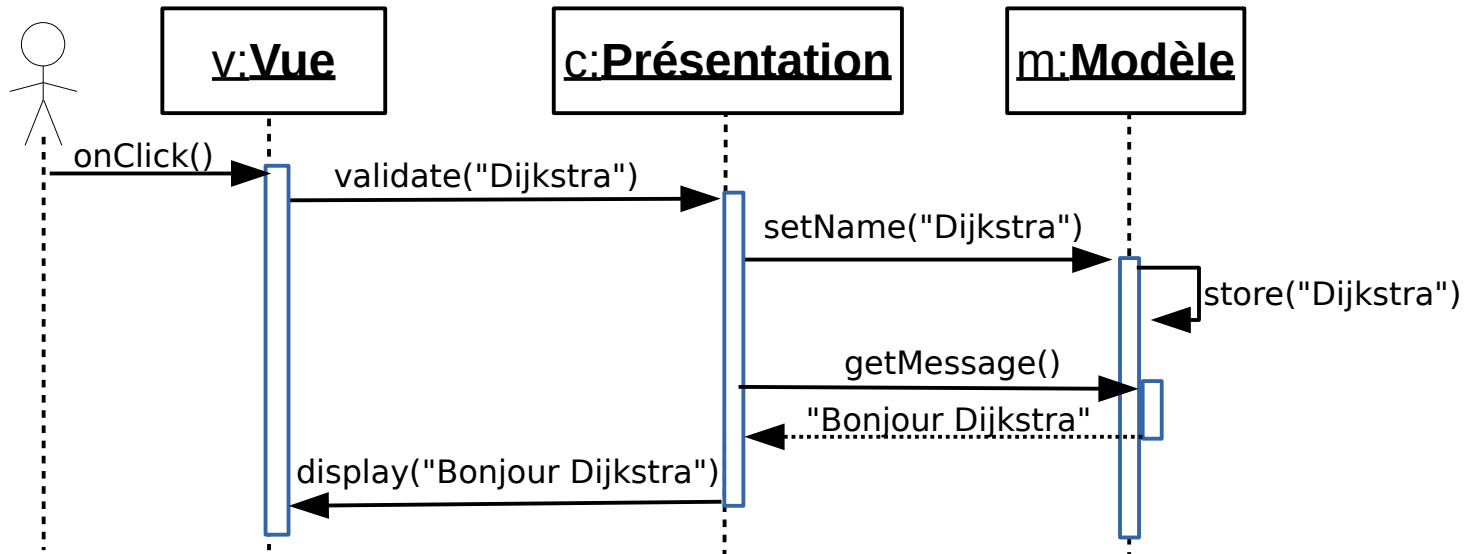 v:Vue
c:Présentation
m:Modèle
onClick()
validate("Dijkstra")
setName("Dijkstra")
store("Dijkstra")
getMessage()
"Bonjour Dijkstra"
display("Bonjour Dijkstra")